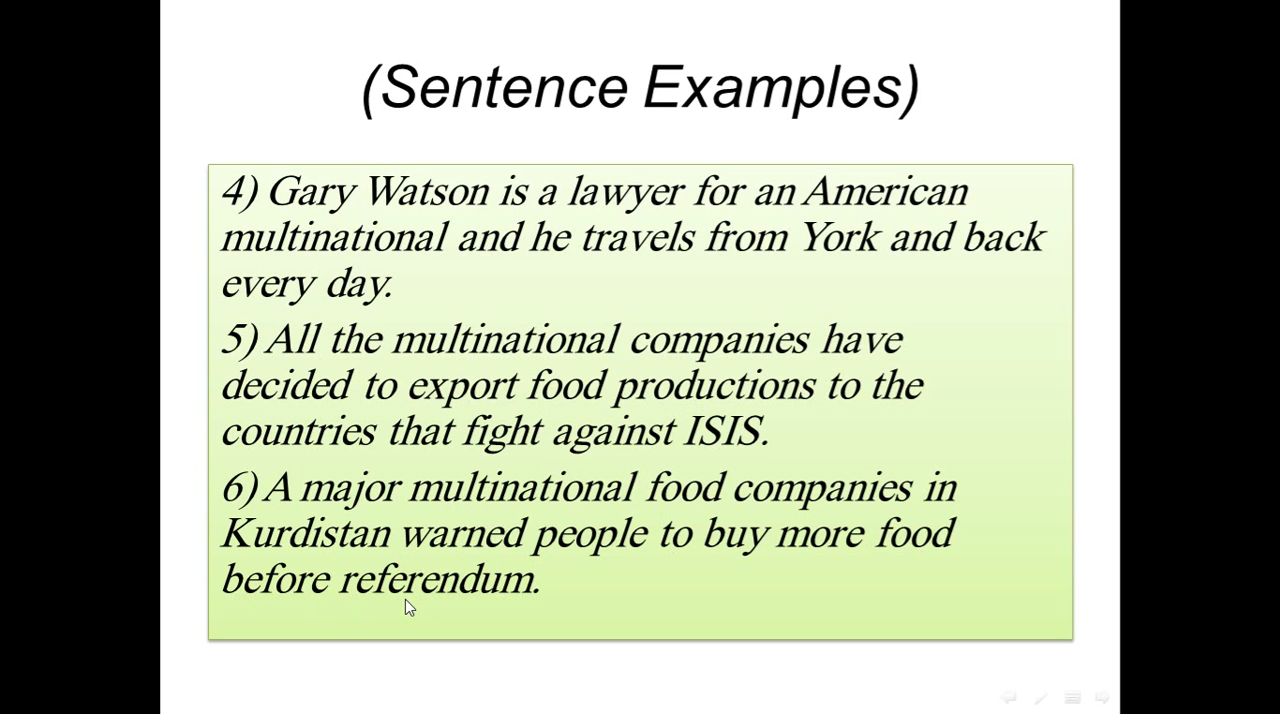 (Sentence Examples)
4) Gary Watson is a lawyer for an American
multinational and he travels from York and back
every day.
5) All the multinational companies have
decided to export food productions to the
countries that fight against ISIS.
6) A major multinational food companies in
Kurdistan warned people to buy more food
before referendum.